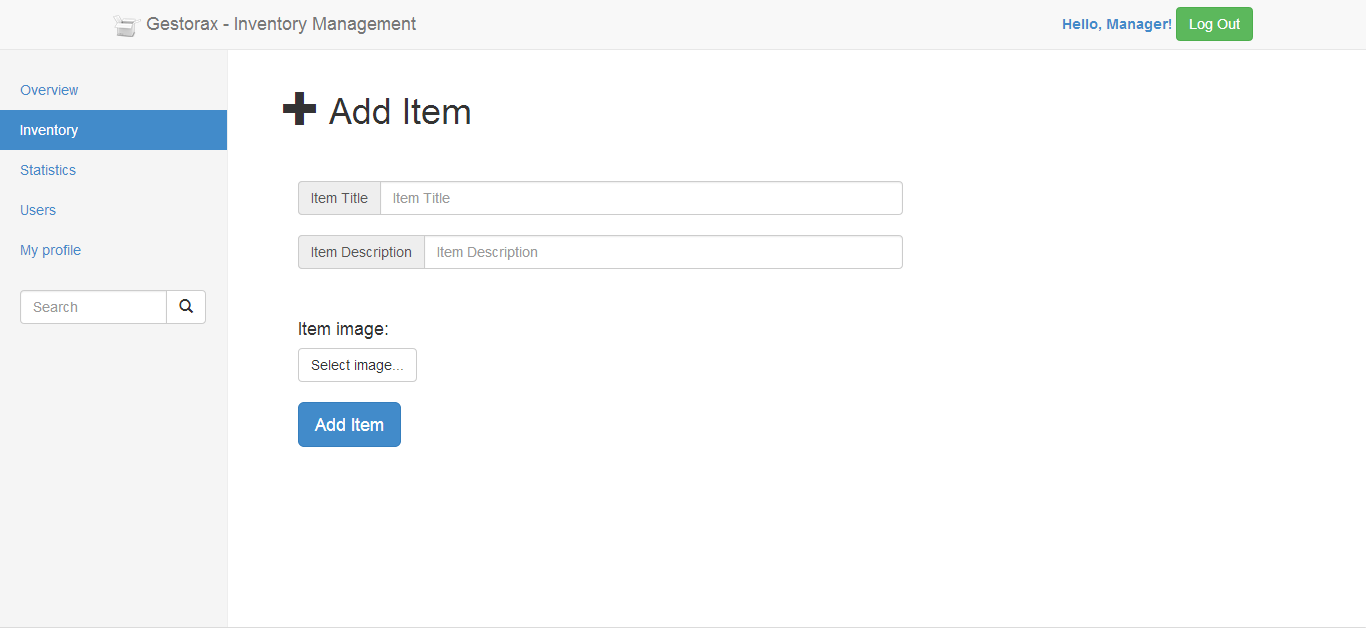 Gestorax - Inventory Management
Hello, Manager! Log Out
Overview
Inventory
Statistics
Users
My profile
Search
Add Item
Item Title Item Title
Item Description Item Description
Item image:
Select image...
Add Item